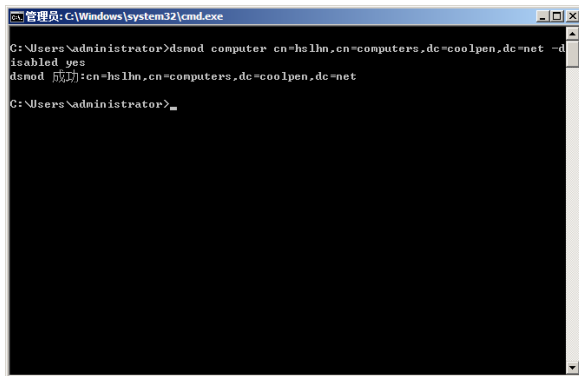 管理员: C:\Windows\system32\cmd.exe
C:\Users\administrator>dsmod computer cn=hslhn,cn=computers,dc=coolpen,dc=net -d
isabled yes
dsmod 成功:cn=hslhn,cn=computers,dc=coolpen,dc=net
C:\Users\administrator>_